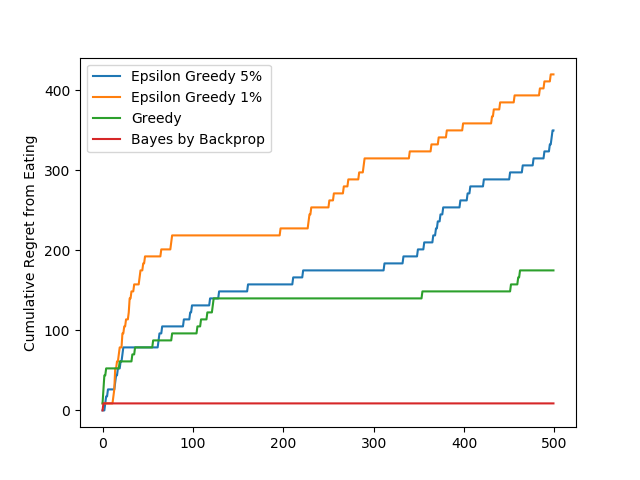 Epsilon Greedy 5%
Epsilon Greedy 1%
Greedy
Bayes by Backprop
Cumulative Regret from Eating
400
300
200
100
0
0 100 200 300 400 500